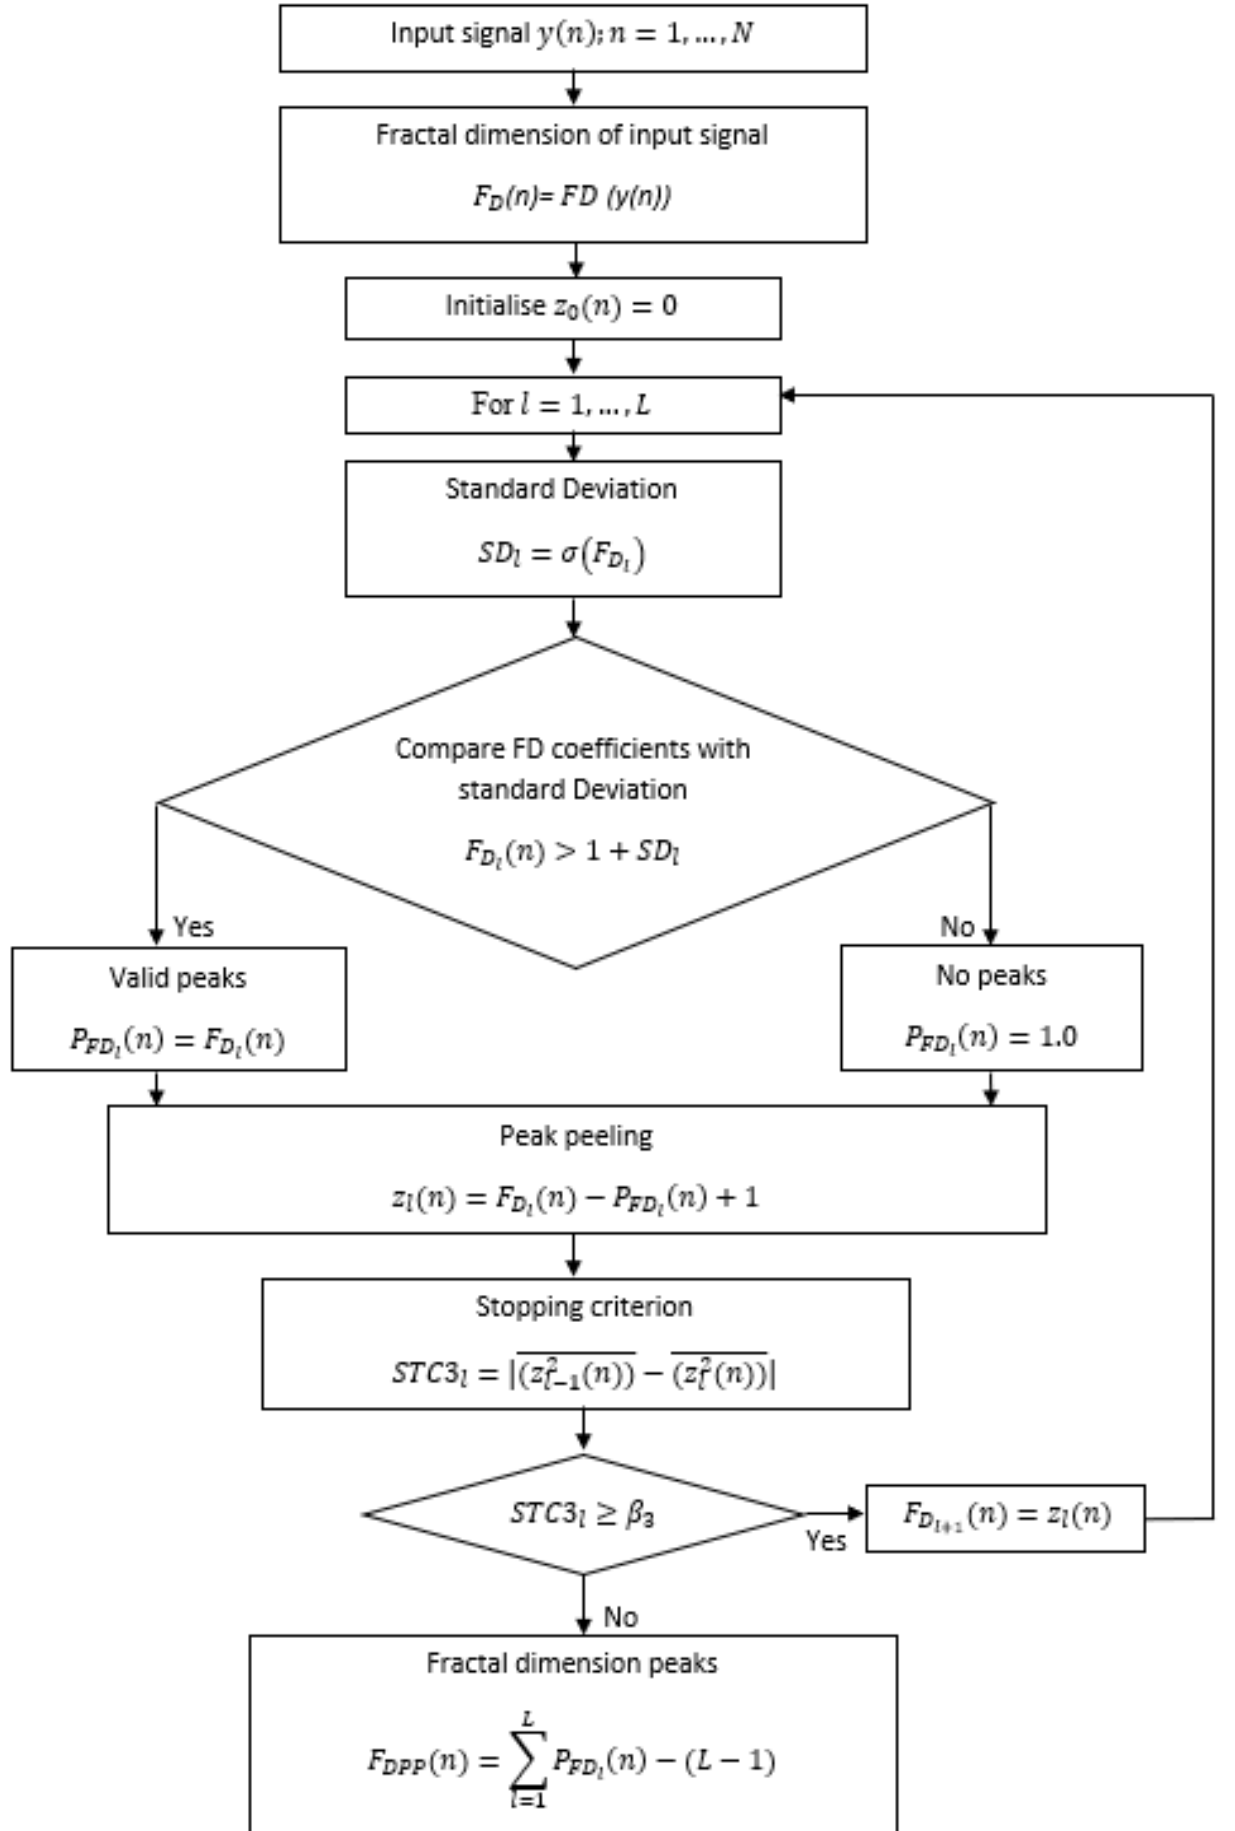 Input signal y(n); n = 1, … , N
Fractal dimension of input signal
F_D(n)= FD (y(n))
Initialise z₀(n) = 0
For l = 1, … , L
Standard Deviation
SD_l = σ(F_{D_l})
Compare FD coefficients with
standard Deviation
F_{D_l}(n) > 1 + SD_l
Yes
No
Valid peaks
P_{FD_l}(n) = F_{D_l}(n)
No peaks
P_{FD_l}(n) = 1.0
Peak peeling
z_l(n) = F_{D_l}(n) − P_{FD_l}(n) + 1
Stopping criterion
STC3_l = |\overline{(z_{l−1}^2(n))} − \overline{(z_l^2(n))}|
STC3_l ≥ β₃
Yes
F_{D_{l+1}}(n) = z_l(n)
No
Fractal dimension peaks
F_{DPP}(n) = \sum_{l=1}^{L} P_{FD_l}(n) − (L − 1)